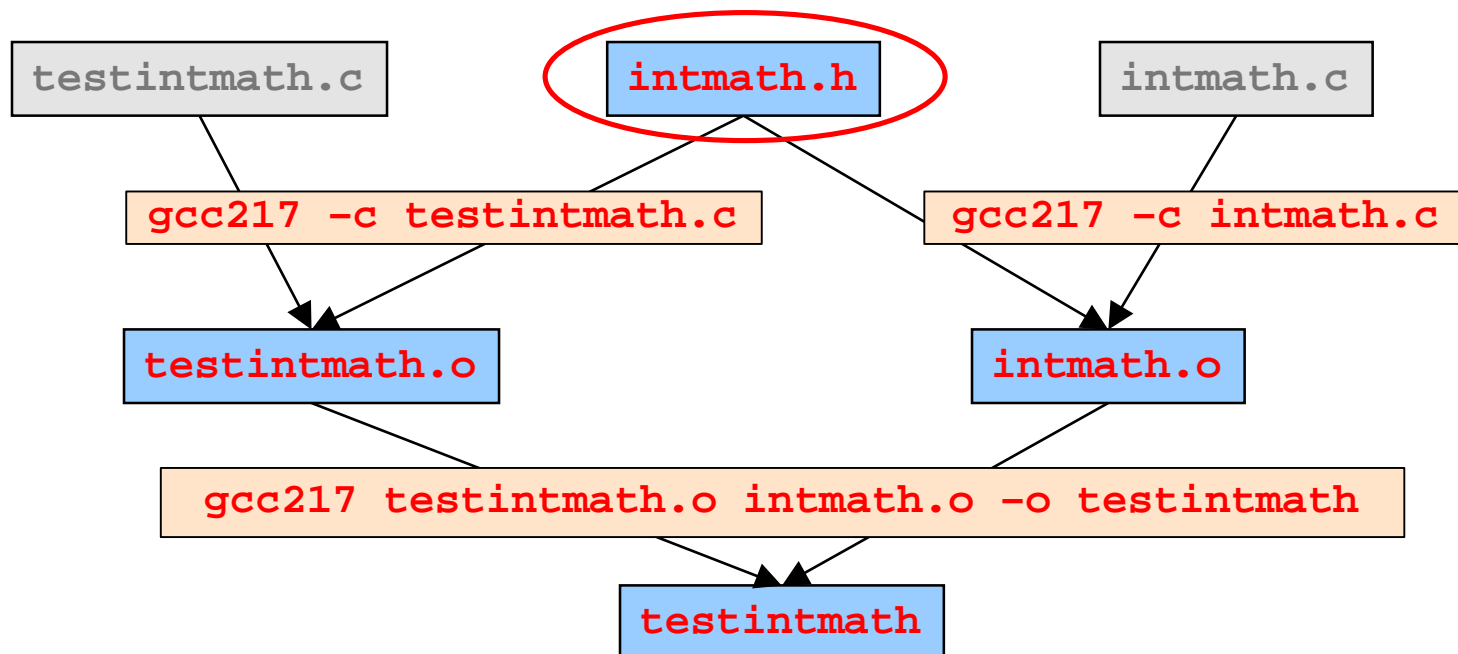 testintmath.c
intmath.h
intmath.c
gcc217 –c testintmath.c
gcc217 –c intmath.c
testintmath.o
intmath.o
gcc217 testintmath.o intmath.o –o testintmath
testintmath